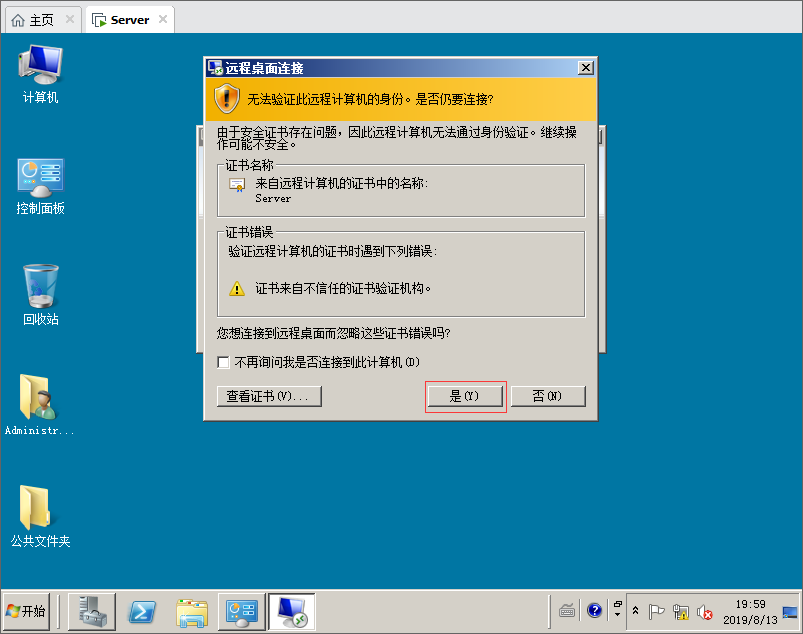 主页
Server
计算机
控制面板
回收站
Administr...
公共文件夹
远程桌面连接
无法验证此远程计算机的身份。是否仍要连接?
由于安全证书存在问题，因此远程计算机无法通过身份验证。继续操
作可能不安全。
证书名称
来自远程计算机的证书中的名称:
Server
证书错误
验证远程计算机的证书时遇到下列错误:
证书来自不信任的证书验证机构。
您想连接到远程桌面而忽略这些证书错误吗?
不再询问我是否连接到此计算机(D)
查看证书(V)...
是(Y)
否(N)
开始
19:59
2019/8/13